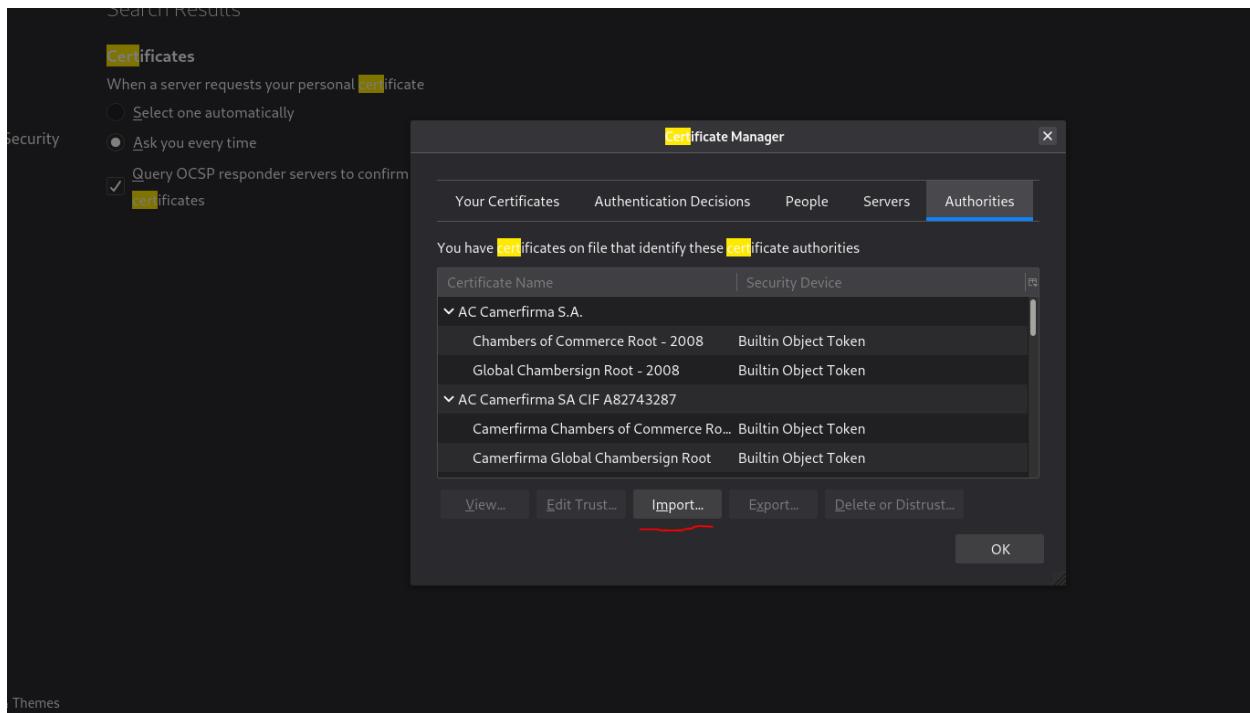 Search Results
Certificates
When a server requests your personal certificate
Select one automatically
Security
Ask you every time
Query OCSP responder servers to confirm
certificates
Certificate Manager
Your Certificates Authentication Decisions People Servers Authorities
You have certificates on file that identify these certificate authorities
Certificate Name Security Device
AC Camerfirma S.A.
Chambers of Commerce Root - 2008 Builtin Object Token
Global Chambersign Root - 2008 Builtin Object Token
AC Camerfirma SA CIF A82743287
Camerfirma Chambers of Commerce Ro... Builtin Object Token
Camerfirma Global Chambersign Root Builtin Object Token
View... Edit Trust... Import... Export... Delete or Distrust...
OK
Themes